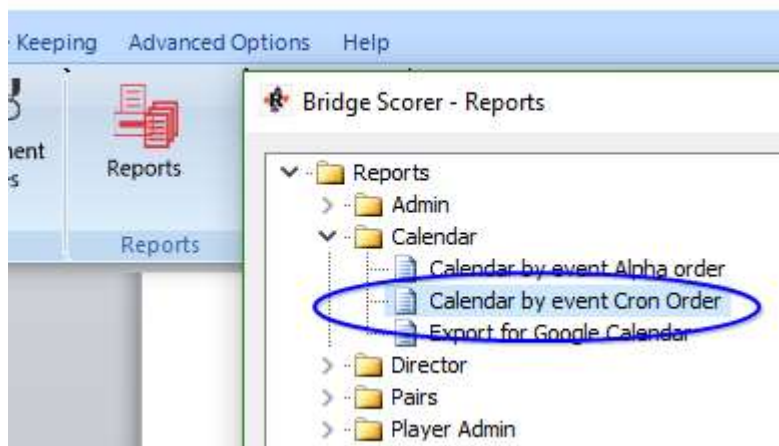 Keeping Advanced Options Help
Bridge Scorer - Reports
Reports
Reports
Reports
Admin
Calendar
Calendar by event Alpha order
Calendar by event Cron Order
Export for Google Calendar
Director
Pairs
Player Admin